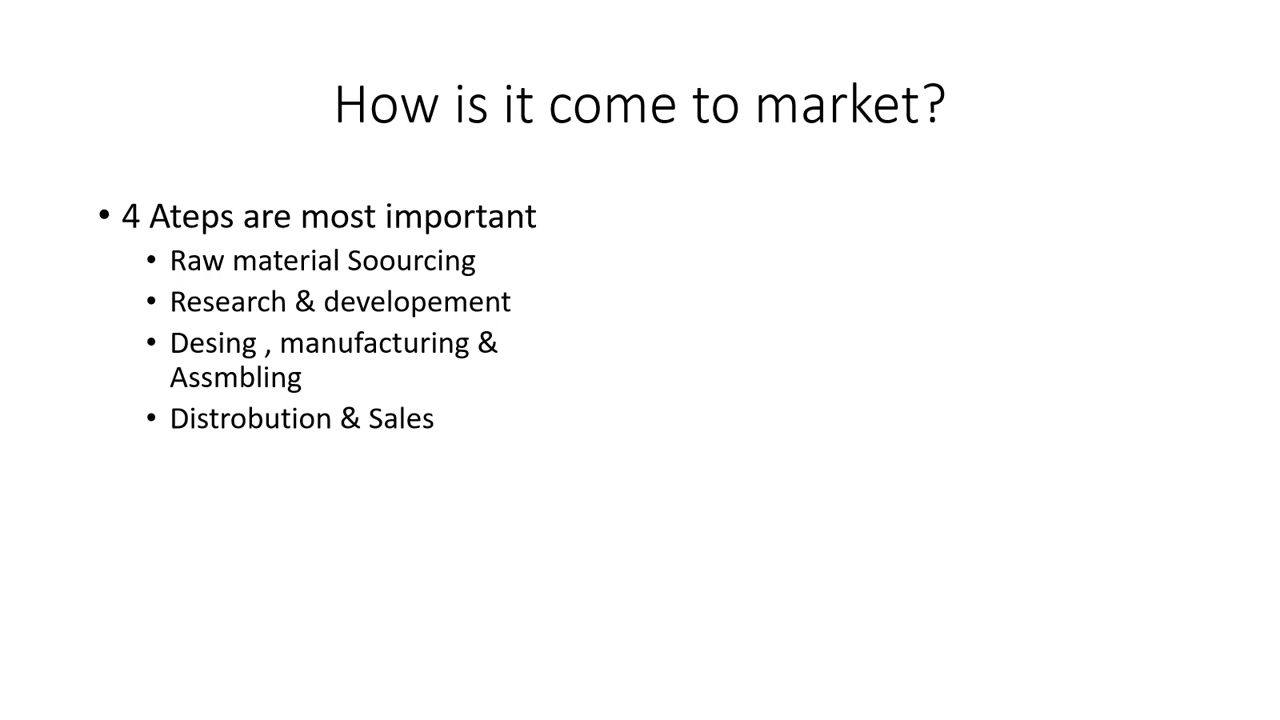 How is it come to market?
• 4 Ateps are most important
• Raw material Soourcing
• Research & developement
• Desing , manufacturing &
Assmbling
• Distrobution & Sales